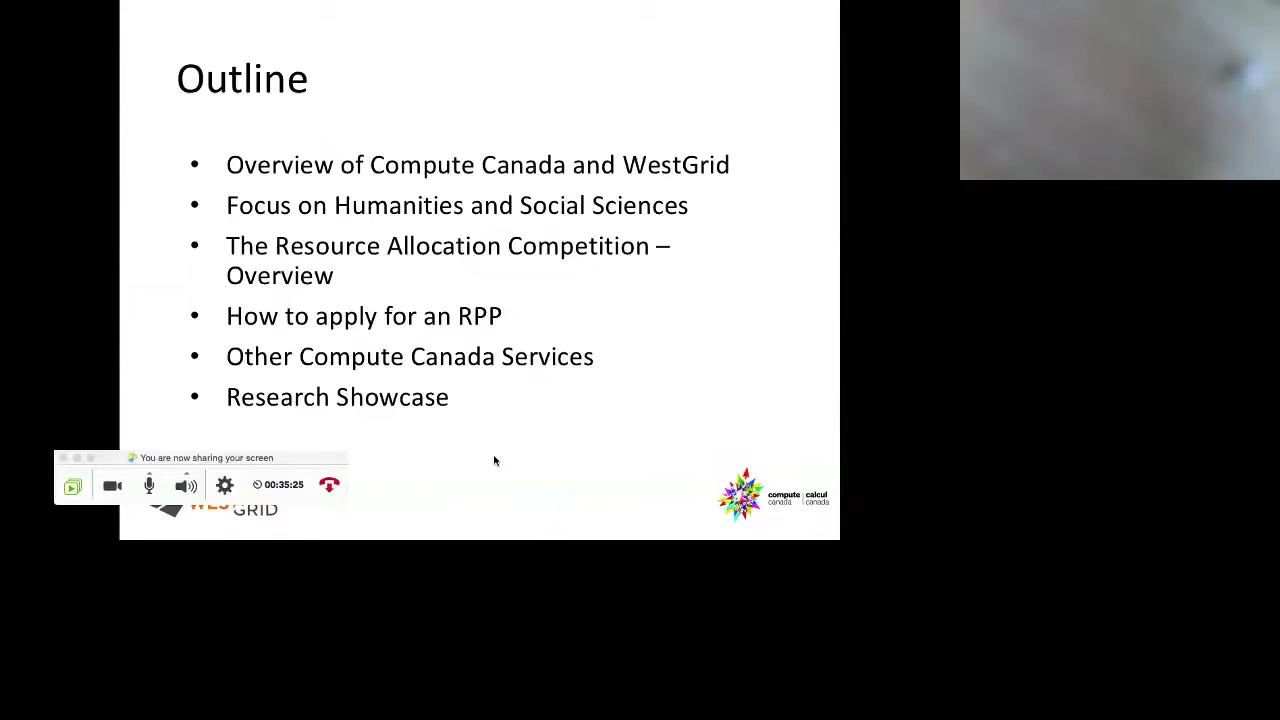 Outline
• Overview of Compute Canada and WestGrid
• Focus on Humanities and Social Sciences
• The Resource Allocation Competition –
Overview
• How to apply for an RPP
• Other Compute Canada Services
• Research Showcase
You are now sharing your screen
00:35:25
GRID
compute | calcul
canada | canada